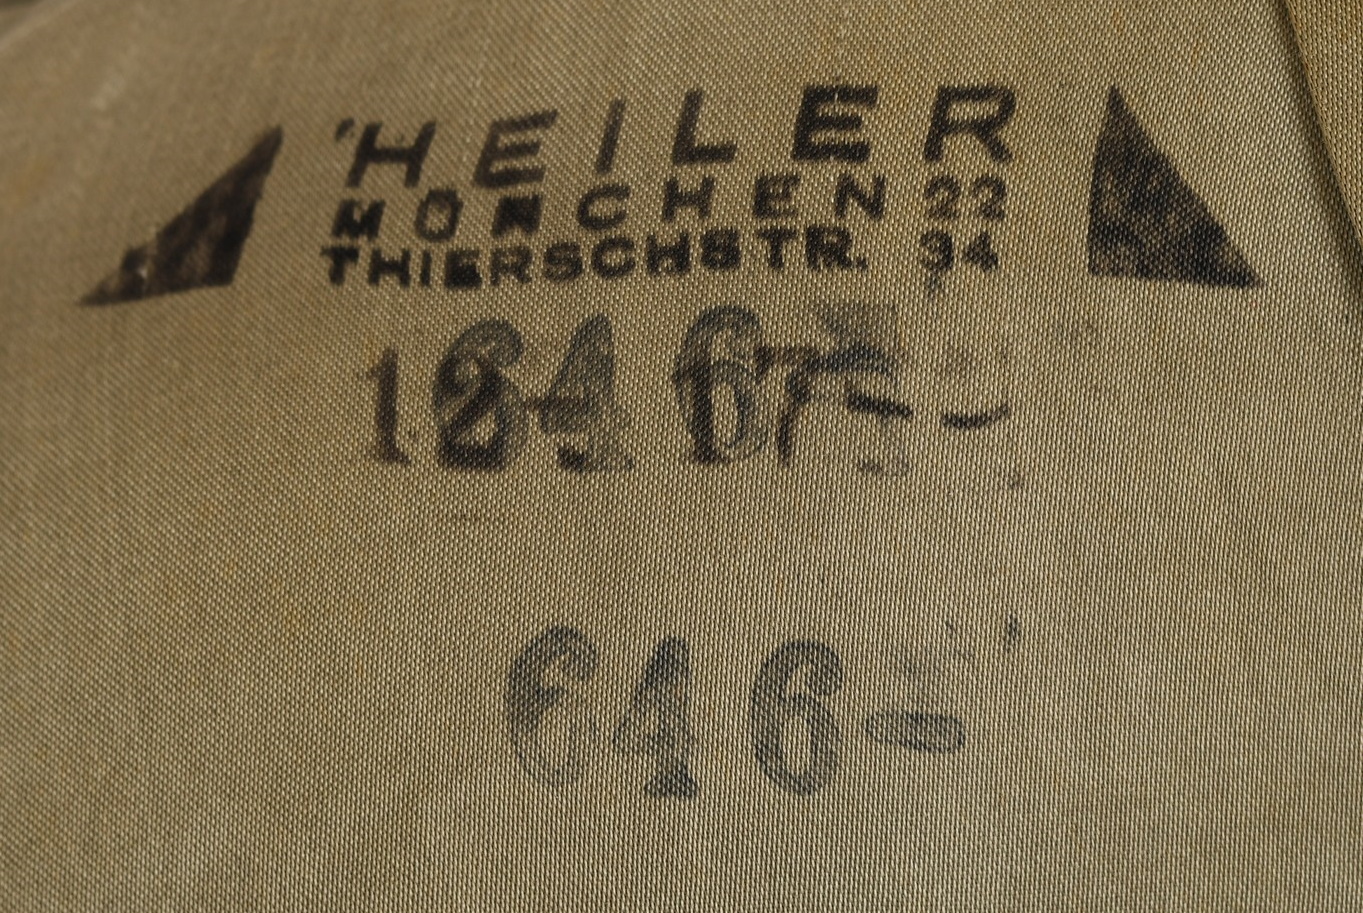 HEILER
MÜNCHEN 22
THIERSCHSTR. 34
646-